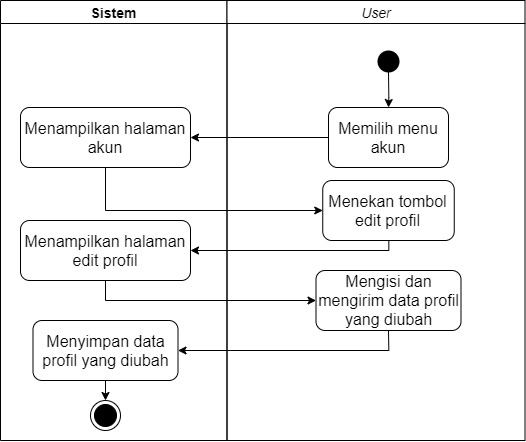 Sistem
User
Memilih menu
akun
Menampilkan halaman
akun
Menekan tombol
edit profil
Menampilkan halaman
edit profil
Mengisi dan
mengirim data profil
yang diubah
Menyimpan data
profil yang diubah